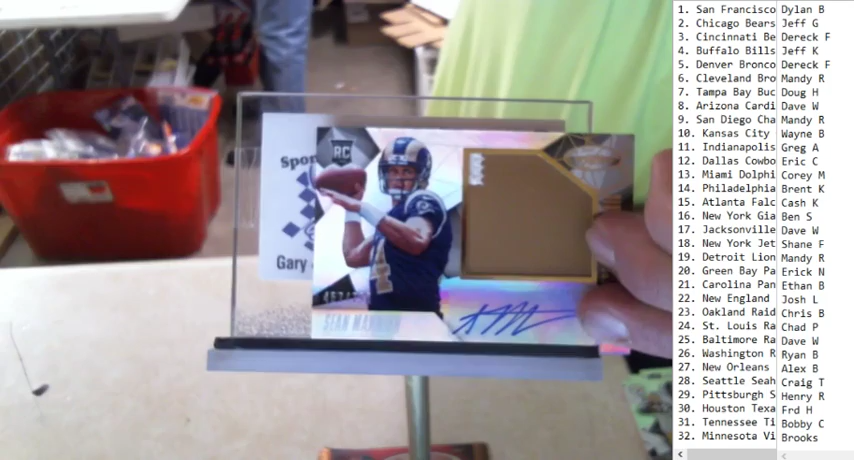 Spor
Gary
RC
4
SEAN MANNION
1. San Francisco Dylan B
2. Chicago Bears Jeff G
3. Cincinnati Be Dereck F
4. Buffalo Bills Jeff K
5. Denver Bronco Dereck F
6. Cleveland Bro Mandy R
7. Tampa Bay Buc Doug H
8. Arizona Cardi Dave W
9. San Diego Cha Mandy R
10. Kansas City Wayne B
11. Indianapolis Greg A
12. Dallas Cowbo Eric C
13. Miami Dolphi Corey M
14. Philadelphia Brent K
15. Atlanta Falc Cash K
16. New York Gia Ben S
17. Jacksonville Dave W
18. New York Jet Shane F
19. Detroit Lion Mandy R
20. Green Bay Pa Erick N
21. Carolina Pan Ethan B
22. New England Josh L
23. Oakland Raid Chris B
24. St. Louis Ra Chad P
25. Baltimore Ra Dave W
26. Washington R Ryan B
27. New Orleans Alex B
28. Seattle Seah Craig T
29. Pittsburgh S Henry R
30. Houston Texa Frd H
31. Tennessee Ti Bobby C
32. Minnesota Vi Brooks